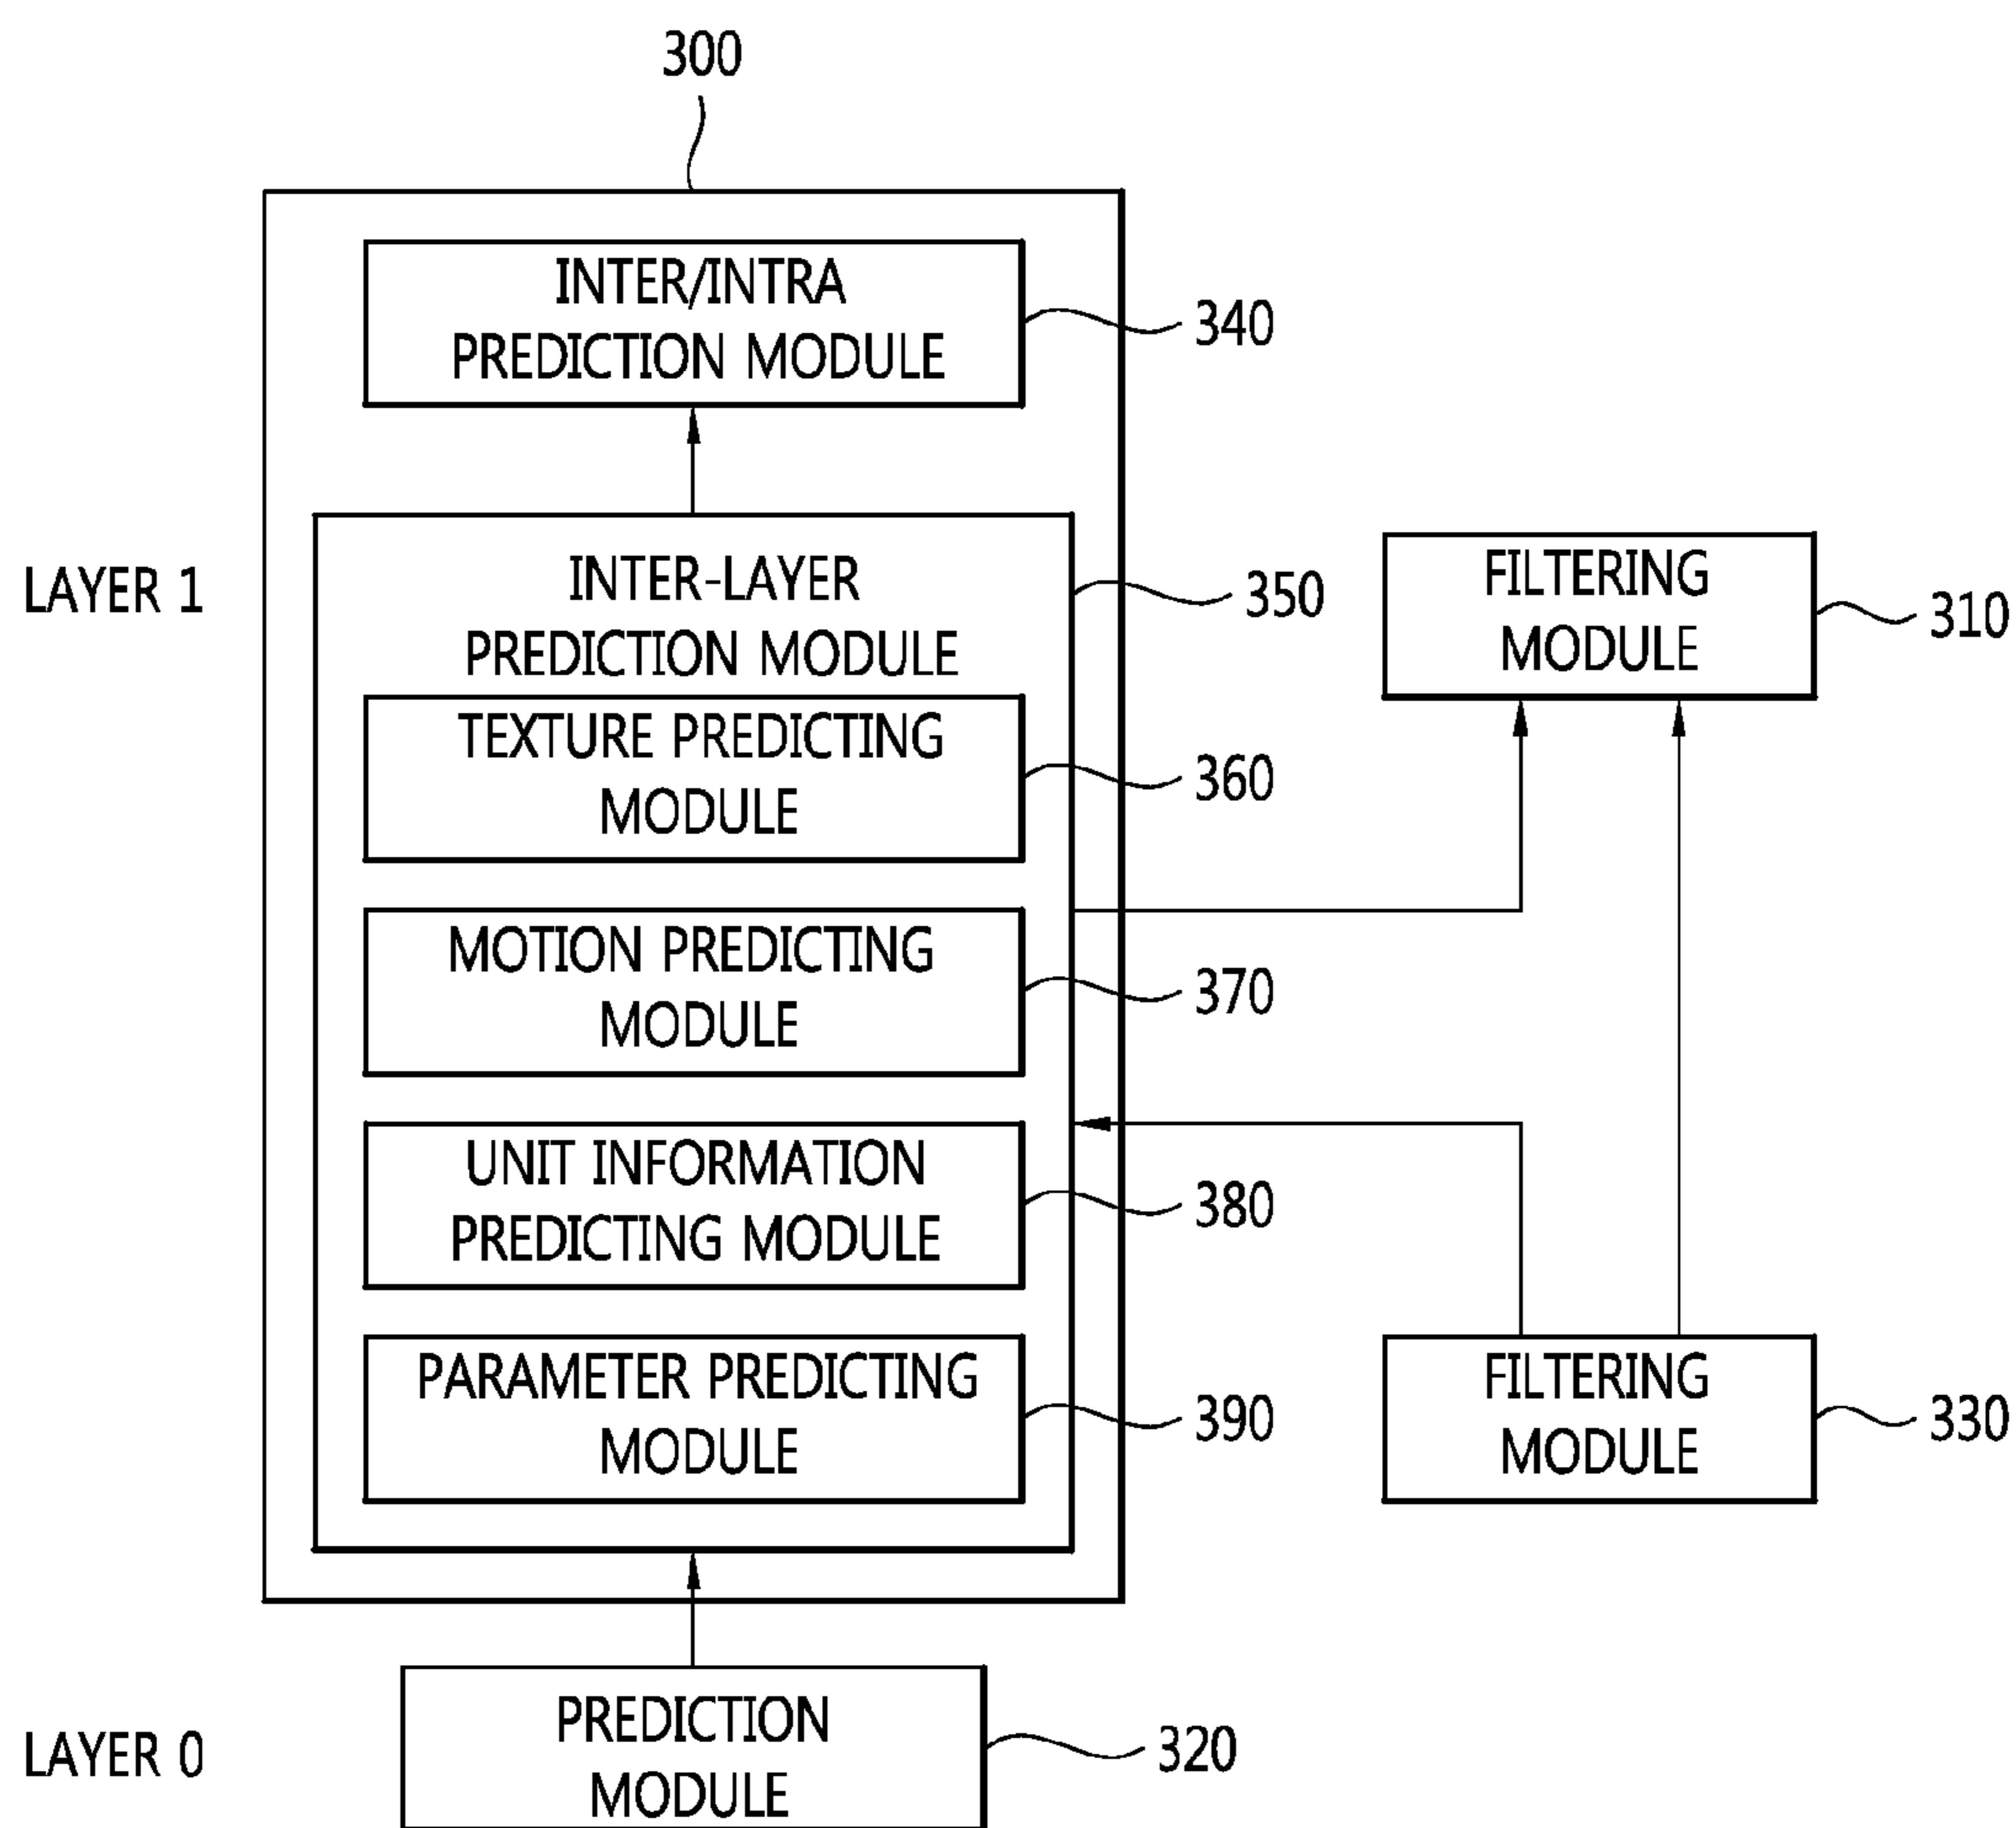 300
INTER/INTRA
PREDICTION MODULE
340
LAYER 1
INTER-LAYER
PREDICTION MODULE
350
FILTERING
MODULE
310
TEXTURE PREDICTING
MODULE
360
MOTION PREDICTING
MODULE
370
UNIT INFORMATION
PREDICTING MODULE
380
PARAMETER PREDICTING
MODULE
390
FILTERING
MODULE
330
LAYER 0
PREDICTION
MODULE
320